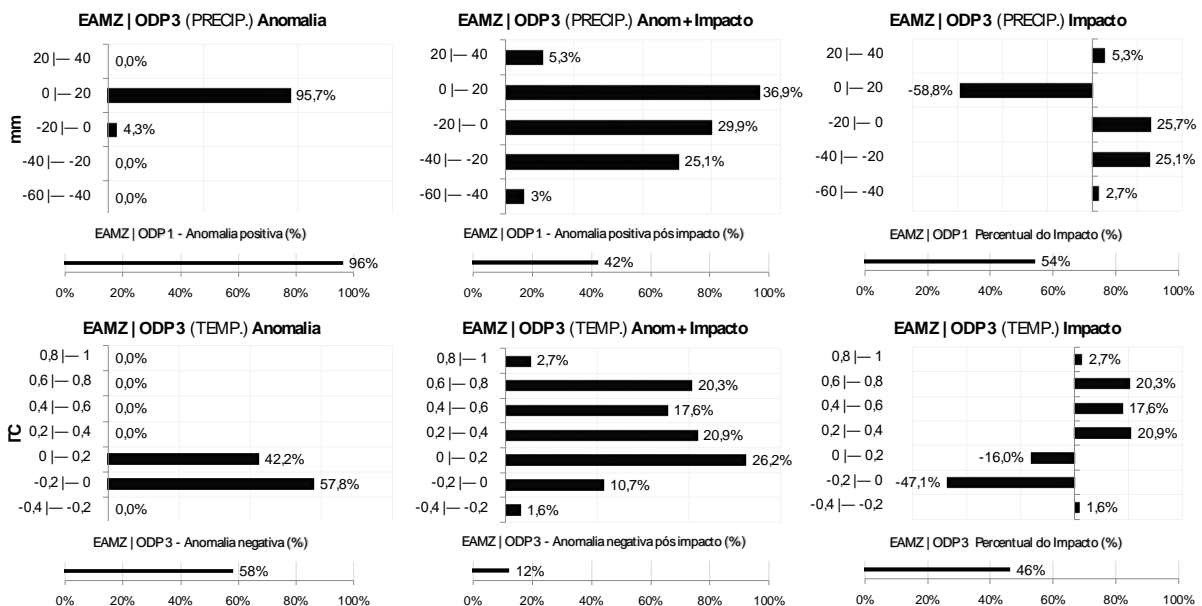 EAMZ | ODP3 (PRECIP.) Anomalia
20 |— 40 0,0%
0 |— 20 95,7%
-20 |— 0 4,3%
-40 |— -20 0,0%
-60 |— -40 0,0%
mm
EAMZ | ODP1 - Anomalia positiva (%)
96%
0% 20% 40% 60% 80% 100%
EAMZ | ODP3 (PRECIP.) Anom + Impacto
20 |— 40 5,3%
0 |— 20 36,9%
-20 |— 0 29,9%
-40 |— -20 25,1%
-60 |— -40 3%
EAMZ | ODP1 - Anomalia positiva pós impacto (%)
42%
0% 20% 40% 60% 80% 100%
EAMZ | ODP3 (PRECIP.) Impacto
20 |— 40 5,3%
0 |— 20 -58,8%
-20 |— 0 25,7%
-40 |— -20 25,1%
-60 |— -40 2,7%
EAMZ | ODP1 Percentual do Impacto (%)
54%
0% 20% 40% 60% 80% 100%
EAMZ | ODP3 (TEMP.) Anomalia
0,8 |— 1 0,0%
0,6 |— 0,8 0,0%
0,4 |— 0,6 0,0%
0,2 |— 0,4 0,0%
0 |— 0,2 42,2%
-0,2 |— 0 57,8%
-0,4 |— -0,2 0,0%
EAMZ | ODP3 - Anomalia negativa (%)
58%
0% 20% 40% 60% 80% 100%
EAMZ | ODP3 (TEMP.) Anom + Impacto
0,8 |— 1 2,7%
0,6 |— 0,8 20,3%
0,4 |— 0,6 17,6%
0,2 |— 0,4 20,9%
0 |— 0,2 26,2%
-0,2 |— 0 10,7%
-0,4 |— -0,2 1,6%
EAMZ | ODP3 - Anomalia negativa pós impacto (%)
12%
0% 20% 40% 60% 80% 100%
EAMZ | ODP3 (TEMP.) Impacto
0,8 |— 1 2,7%
0,6 |— 0,8 20,3%
0,4 |— 0,6 17,6%
0,2 |— 0,4 20,9%
0 |— 0,2 -16,0%
-0,2 |— 0 -47,1%
-0,4 |— -0,2 1,6%
EAMZ | ODP3 Percentual do Impacto (%)
46%
0% 20% 40% 60% 80% 100%